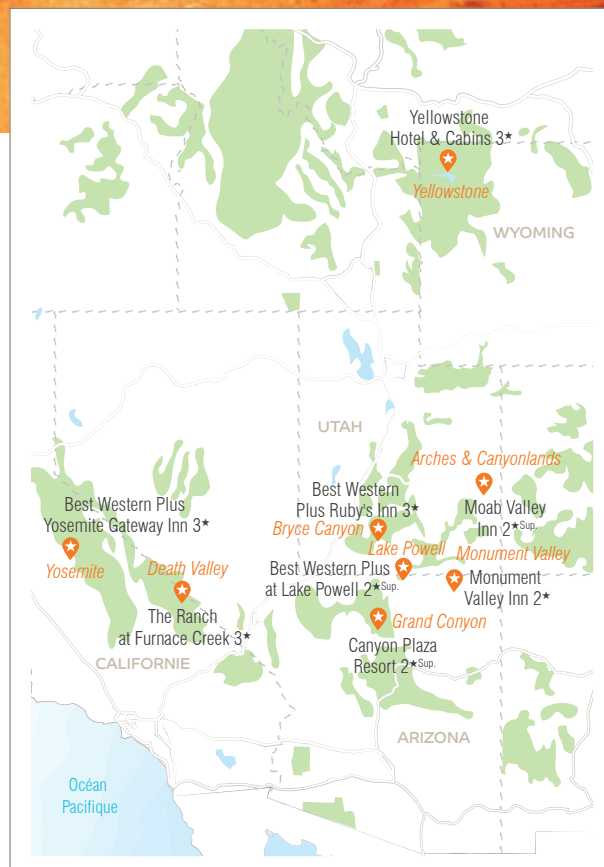 Yellowstone
Hotel & Cabins 3★
Yellowstone
WYOMING
UTAH
Arches & Canyonlands
Moab Valley
Inn 2★Sup.
Best Western
Plus Ruby's Inn 3★
Bryce Canyon
Lake Powell
Best Western Plus
at Lake Powell 2★Sup.
Monument Valley
Monument
Valley Inn 2★
Best Western Plus
Yosemite Gateway Inn 3★
Yosemite
Death Valley
The Ranch
at Furnace Creek 3★
CALIFORNIE
Grand Conyon
Canyon Plaza
Resort 2★Sup.
ARIZONA
Océan
Pacifique